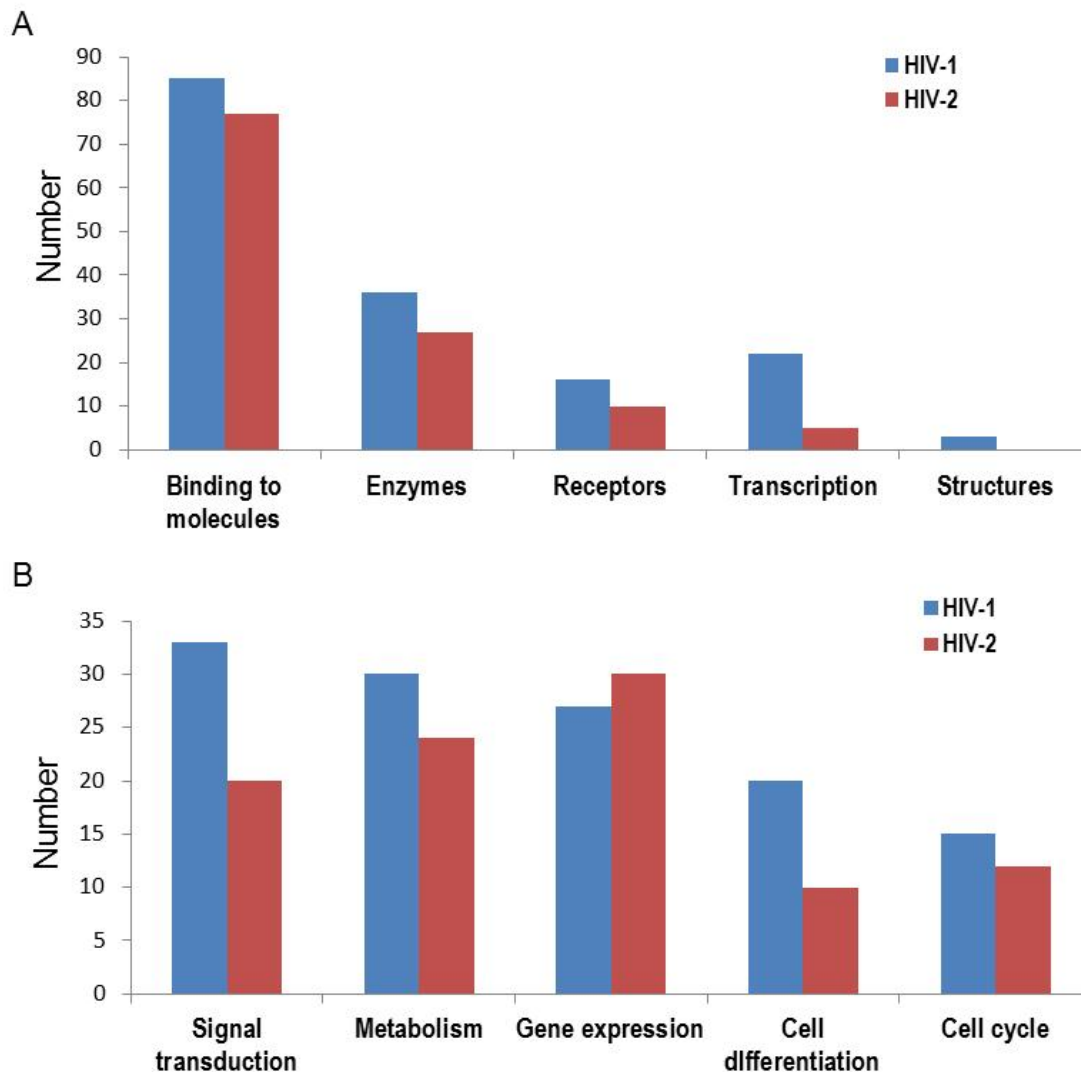 A
90
80
70
60
50
40
30
20
10
0
Number
HIV-1
HIV-2
Binding to
molecules
Enzymes
Receptors
Transcription
Structures
B
35
30
25
20
15
10
5
0
Number
HIV-1
HIV-2
Signal
transduction
Metabolism
Gene expression
Cell
dIfferentiation
Cell cycle